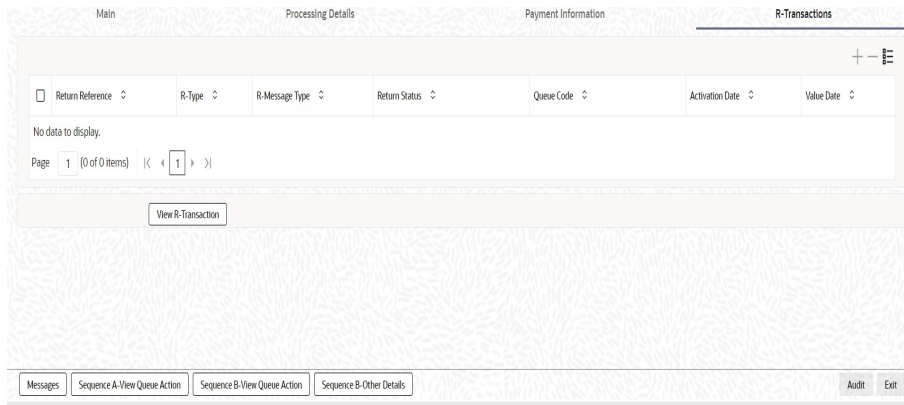 Main Processing Details Payment Information R-Transactions
Return Reference R-Type R-Message Type Return Status Queue Code Activation Date Value Date
No data to display.
Page 1 (0 of 0 items) 1
View R-Transaction
Messages Sequence A-View Queue Action Sequence B-View Queue Action Sequence B-Other Details Audit Exit